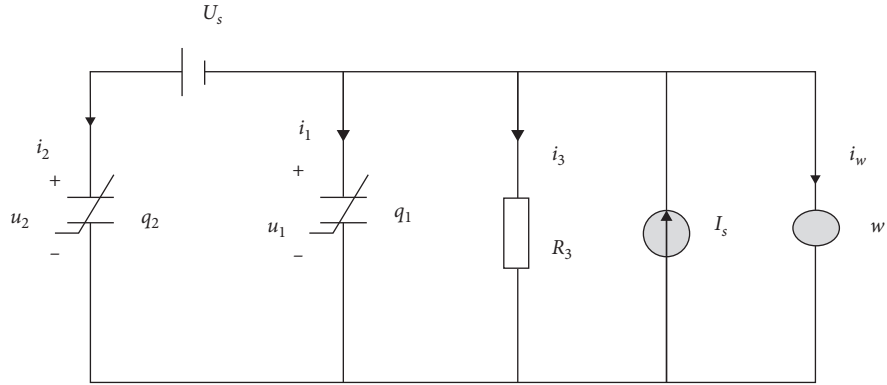 U_s
i_2
+
u_2
q_2
−
i_1
+
u_1
q_1
−
i_3
R_3
I_s
i_w
w